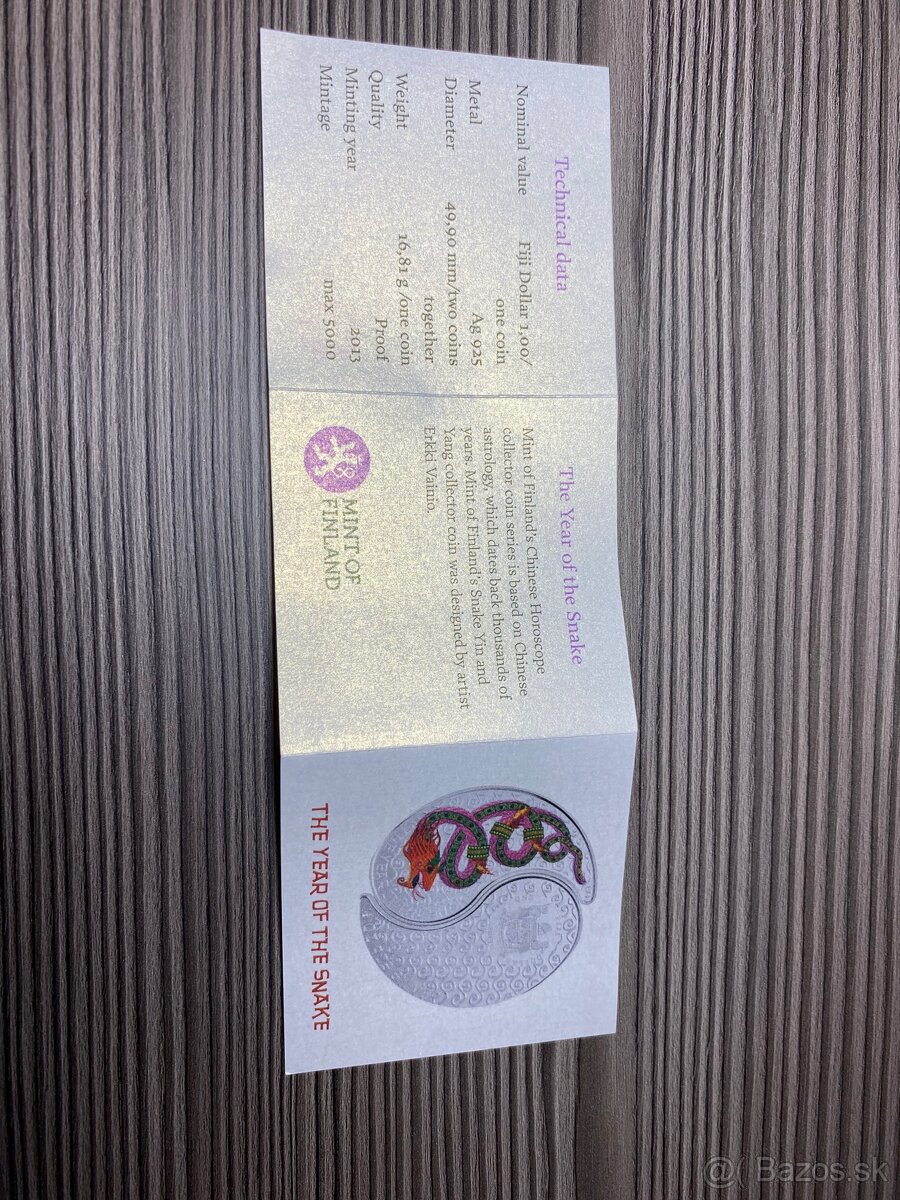 Technical data
Nominal value Fiji Dollar 1,00/
one coin
Metal Ag 925
Diameter 49,90 mm/two coins
together
Weight 16,81 g /one coin
Quality Proof
Minting year 2013
Mintage max 5000
The Year of the Snake
Mint of Finland's Chinese Horoscope
collector coin series is based on Chinese
astrology, which dates back thousands of
years. Mint of Finland's Snake Yin and
Yang collector coin was designed by artist
Erkki Vainio.
MINT OF
FINLAND
THE YEAR OF THE SNAKE
Bazos.sk